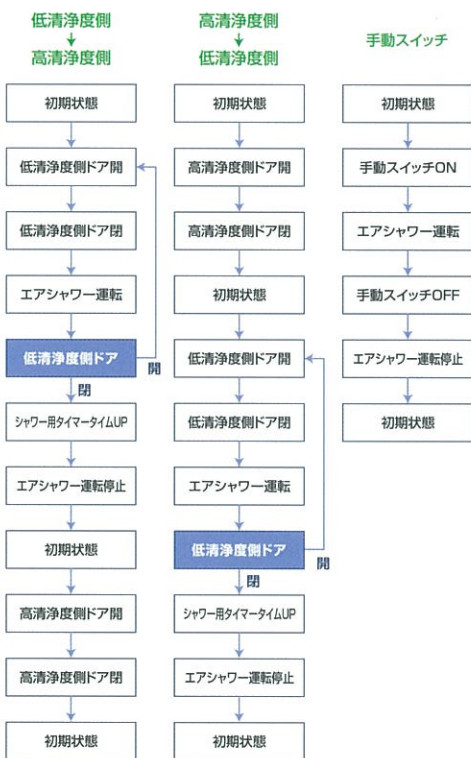 低清浄度側
↓
高清浄度側
初期状態
低清浄度側ドア開
低清浄度側ドア閉
エアシャワー運転
低清浄度側ドア
開
閉
シャワー用タイマータイムUP
エアシャワー運転停止
初期状態
高清浄度側ドア開
高清浄度側ドア閉
初期状態
高清浄度側
↓
低清浄度側
初期状態
高清浄度側ドア開
高清浄度側ドア閉
初期状態
低清浄度側ドア開
低清浄度側ドア閉
エアシャワー運転
低清浄度側ドア
開
閉
シャワー用タイマータイムUP
エアシャワー運転停止
初期状態
手動スイッチ
初期状態
手動スイッチON
エアシャワー運転
手動スイッチOFF
エアシャワー運転停止
初期状態